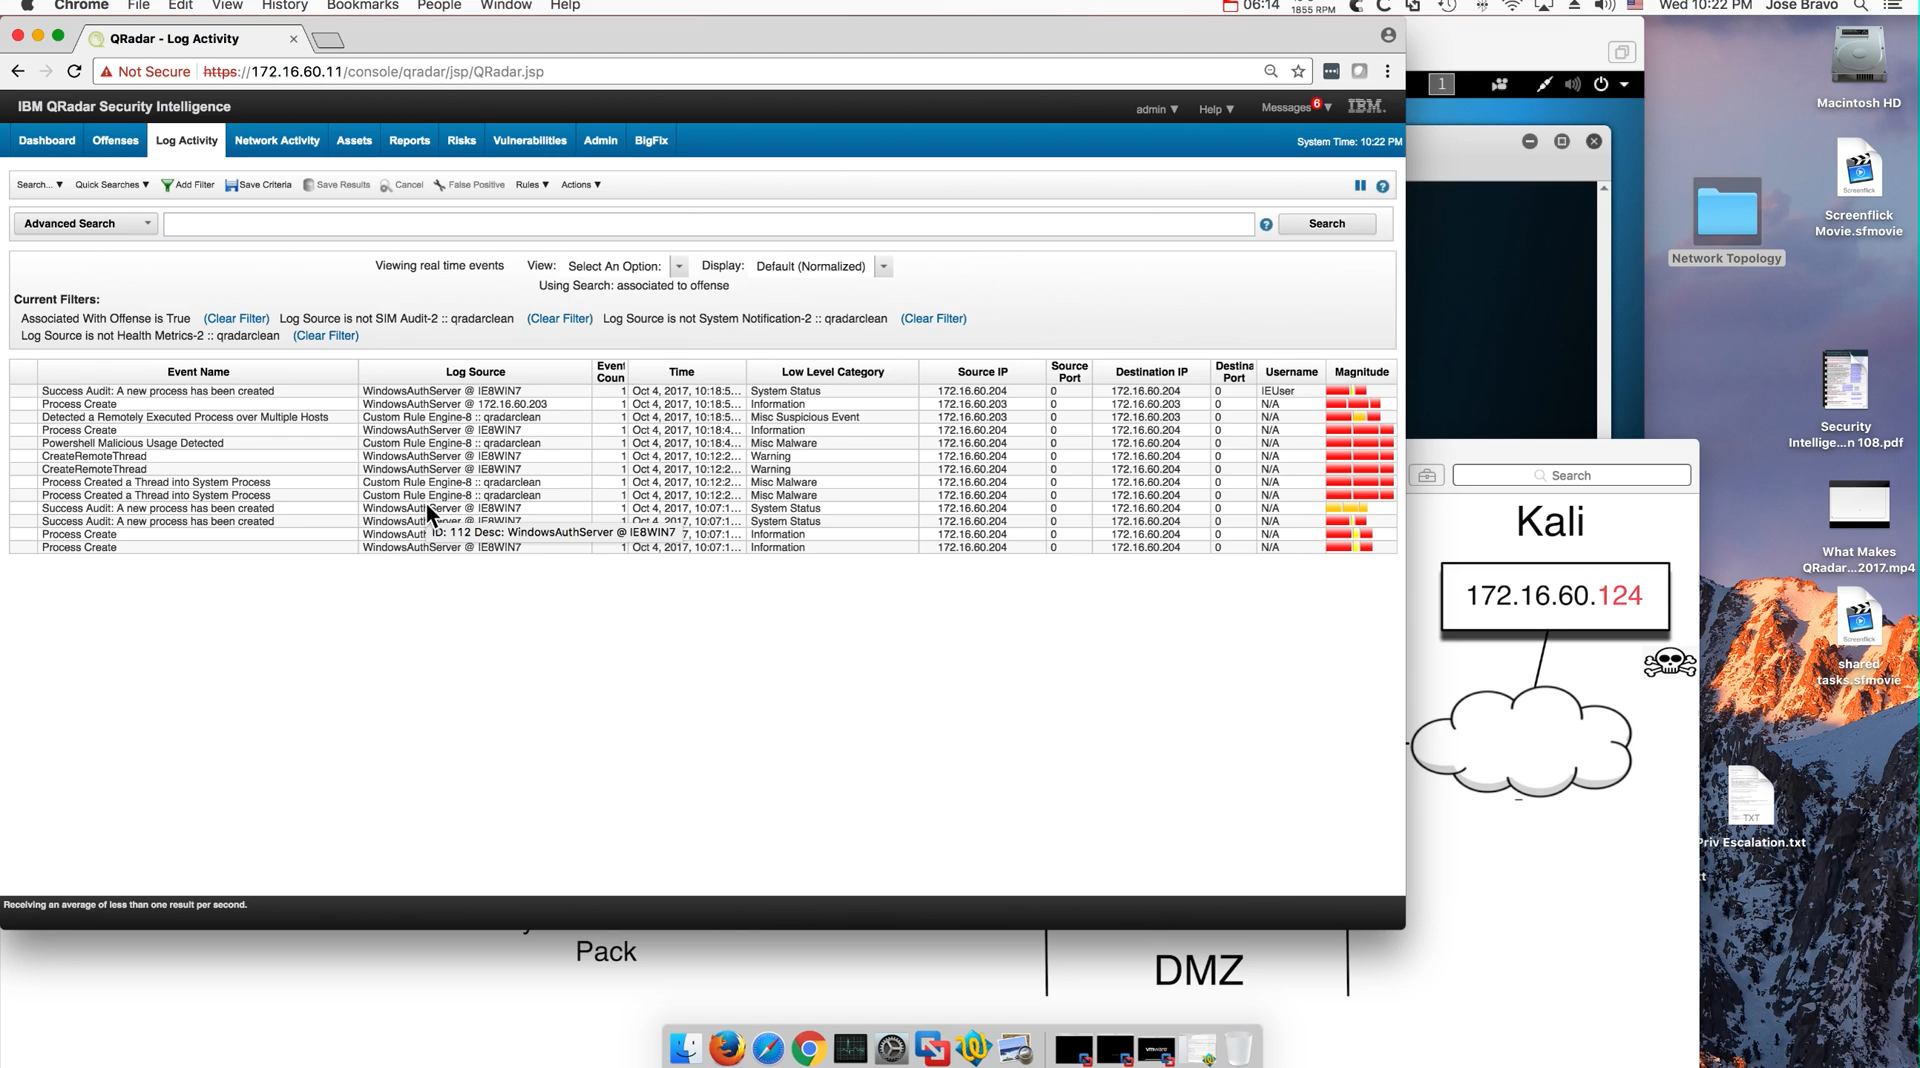 Chrome File Edit View History Bookmarks People Window Help 06:14 1855 RPM Wed 10:22 PM Jose Bravo
QRadar - Log Activity
Not Secure https://172.16.60.11/console/qradar/jsp/QRadar.jsp
IBM QRadar Security Intelligence admin Help Messages 6 IBM.
Dashboard Offenses Log Activity Network Activity Assets Reports Risks Vulnerabilities Admin BigFix System Time: 10:22 PM
Search... Quick Searches Add Filter Save Criteria Save Results Cancel False Positive Rules Actions
Advanced Search Search
Viewing real time events View: Select An Option: Display: Default (Normalized)
Using Search: associated to offense
Current Filters:
Associated With Offense is True (Clear Filter) Log Source is not SIM Audit-2 :: qradarclean (Clear Filter) Log Source is not System Notification-2 :: qradarclean (Clear Filter)
Log Source is not Health Metrics-2 :: qradarclean (Clear Filter)
Event Name Log Source Event Coun Time Low Level Category Source IP Source Port Destination IP Destina Port Username Magnitude
Success Audit: A new process has been created WindowsAuthServer @ IE8WIN7 1 Oct 4, 2017, 10:18:5... System Status 172.16.60.204 0 172.16.60.204 0 IEUser
Process Create WindowsAuthServer @ 172.16.60.203 1 Oct 4, 2017, 10:18:5... Information 172.16.60.203 0 172.16.60.203 0 N/A
Detected a Remotely Executed Process over Multiple Hosts Custom Rule Engine-8 :: qradarclean 1 Oct 4, 2017, 10:18:5... Misc Suspicious Event 172.16.60.203 0 172.16.60.203 0 N/A
Process Create WindowsAuthServer @ IE8WIN7 1 Oct 4, 2017, 10:18:4... Information 172.16.60.204 0 172.16.60.204 0 N/A
Powershell Malicious Usage Detected Custom Rule Engine-8 :: qradarclean 1 Oct 4, 2017, 10:18:4... Misc Malware 172.16.60.204 0 172.16.60.204 0 N/A
CreateRemoteThread WindowsAuthServer @ IE8WIN7 1 Oct 4, 2017, 10:12:2... Warning 172.16.60.204 0 172.16.60.204 0 N/A
CreateRemoteThread WindowsAuthServer @ IE8WIN7 1 Oct 4, 2017, 10:12:2... Warning 172.16.60.204 0 172.16.60.204 0 N/A
Process Created a Thread into System Process Custom Rule Engine-8 :: qradarclean 1 Oct 4, 2017, 10:12:2... Misc Malware 172.16.60.204 0 172.16.60.204 0 N/A
Process Created a Thread into System Process Custom Rule Engine-8 :: qradarclean 1 Oct 4, 2017, 10:12:2... Misc Malware 172.16.60.204 0 172.16.60.204 0 N/A
Success Audit: A new process has been created WindowsAuthServer @ IE8WIN7 1 Oct 4, 2017, 10:07:1... System Status 172.16.60.204 0 172.16.60.204 0 N/A
Success Audit: A new process has been created WindowsAuthServer @ IE8WIN7 1 Oct 4, 2017, 10:07:1... System Status 172.16.60.204 0 172.16.60.204 0 N/A
Process Create WindowsAuthServer @ IE8WIN7 1 Oct 4, 2017, 10:07:1... Information 172.16.60.204 0 172.16.60.204 0 N/A
ID: 112 Desc: WindowsAuthServer @ IE8WIN7
Process Create WindowsAuthServer @ IE8WIN7 1 Oct 4, 2017, 10:07:1... Information 172.16.60.204 0 172.16.60.204 0 N/A
Receiving an average of less than one result per second.
1
Search
Kali
172.16.60.124
Pack
DMZ
Macintosh HD
Screenflick
Movie.sfmovie
Network Topology
Security
Intellige...n 108.pdf
What Makes
QRadar...2017.mp4
Screenflick
shared
tasks.sfmovie
TXT
Priv Escalation.txt
vmware